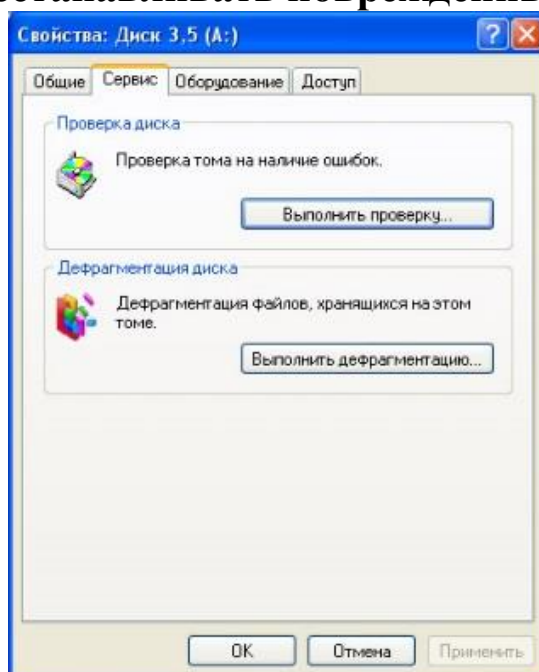 Свойства: Диск 3,5 (A:)
Общие Сервис Оборудование Доступ
Проверка диска
Проверка тома на наличие ошибок.
Выполнить проверку...
Дефрагментация диска
Дефрагментация файлов, хранящихся на этом
томе.
Выполнить дефрагментацию...
OK Отмена Применить